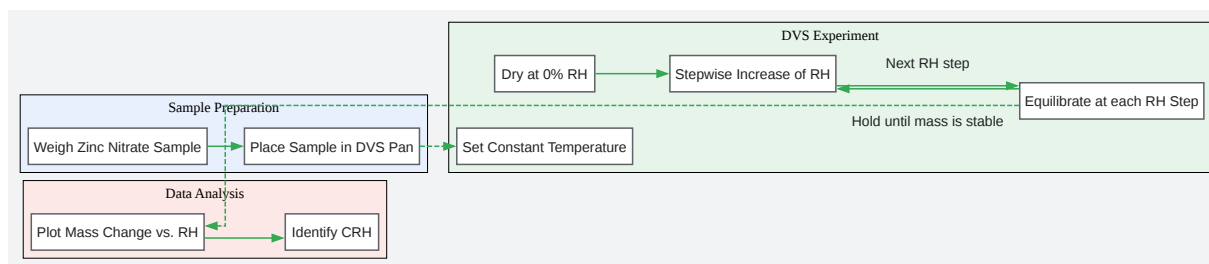 DVS Experiment
Dry at 0% RH
Stepwise Increase of RH
Next RH step
Equilibrate at each RH Step
Hold until mass is stable
Set Constant Temperature
Sample Preparation
Weigh Zinc Nitrate Sample
Place Sample in DVS Pan
Data Analysis
Plot Mass Change vs. RH
Identify CRH